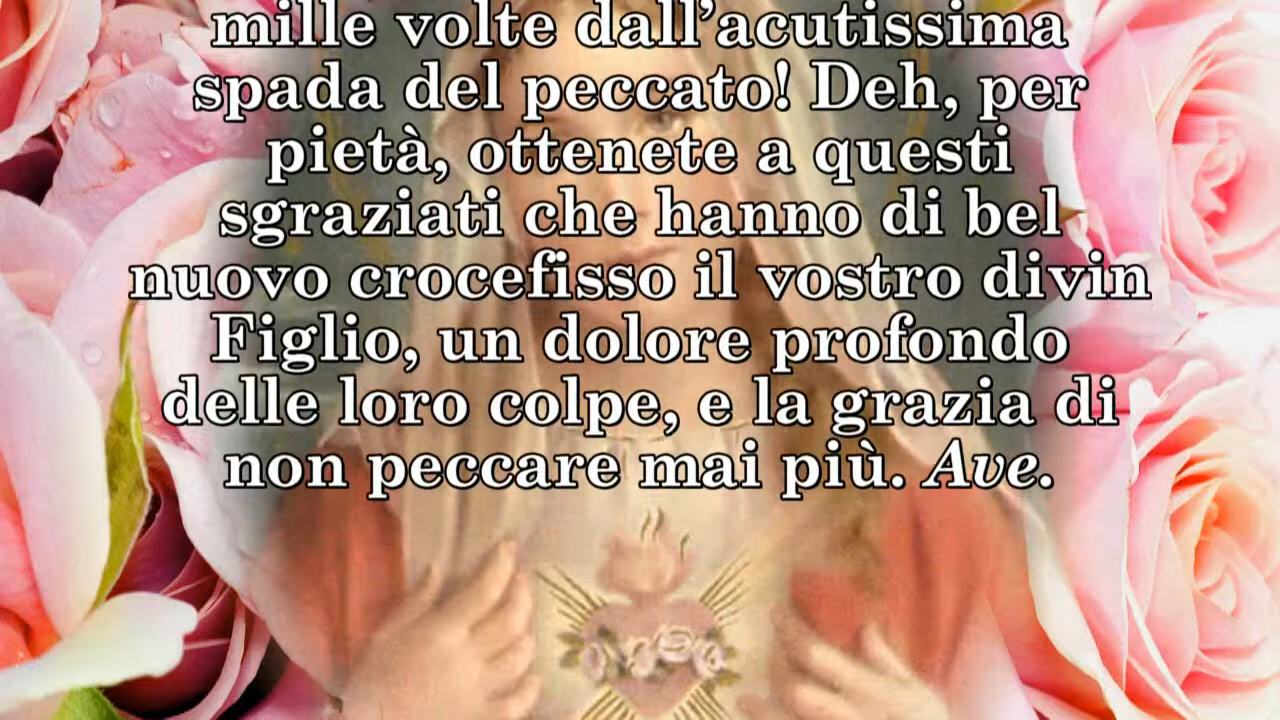 mille volte dall’acutissima
spada del peccato! Deh, per
pietà, ottenete a questi
sgraziati che hanno di bel
nuovo crocefisso il vostro divin
Figlio, un dolore profondo
delle loro colpe, e la grazia di
non peccare mai più. Ave.